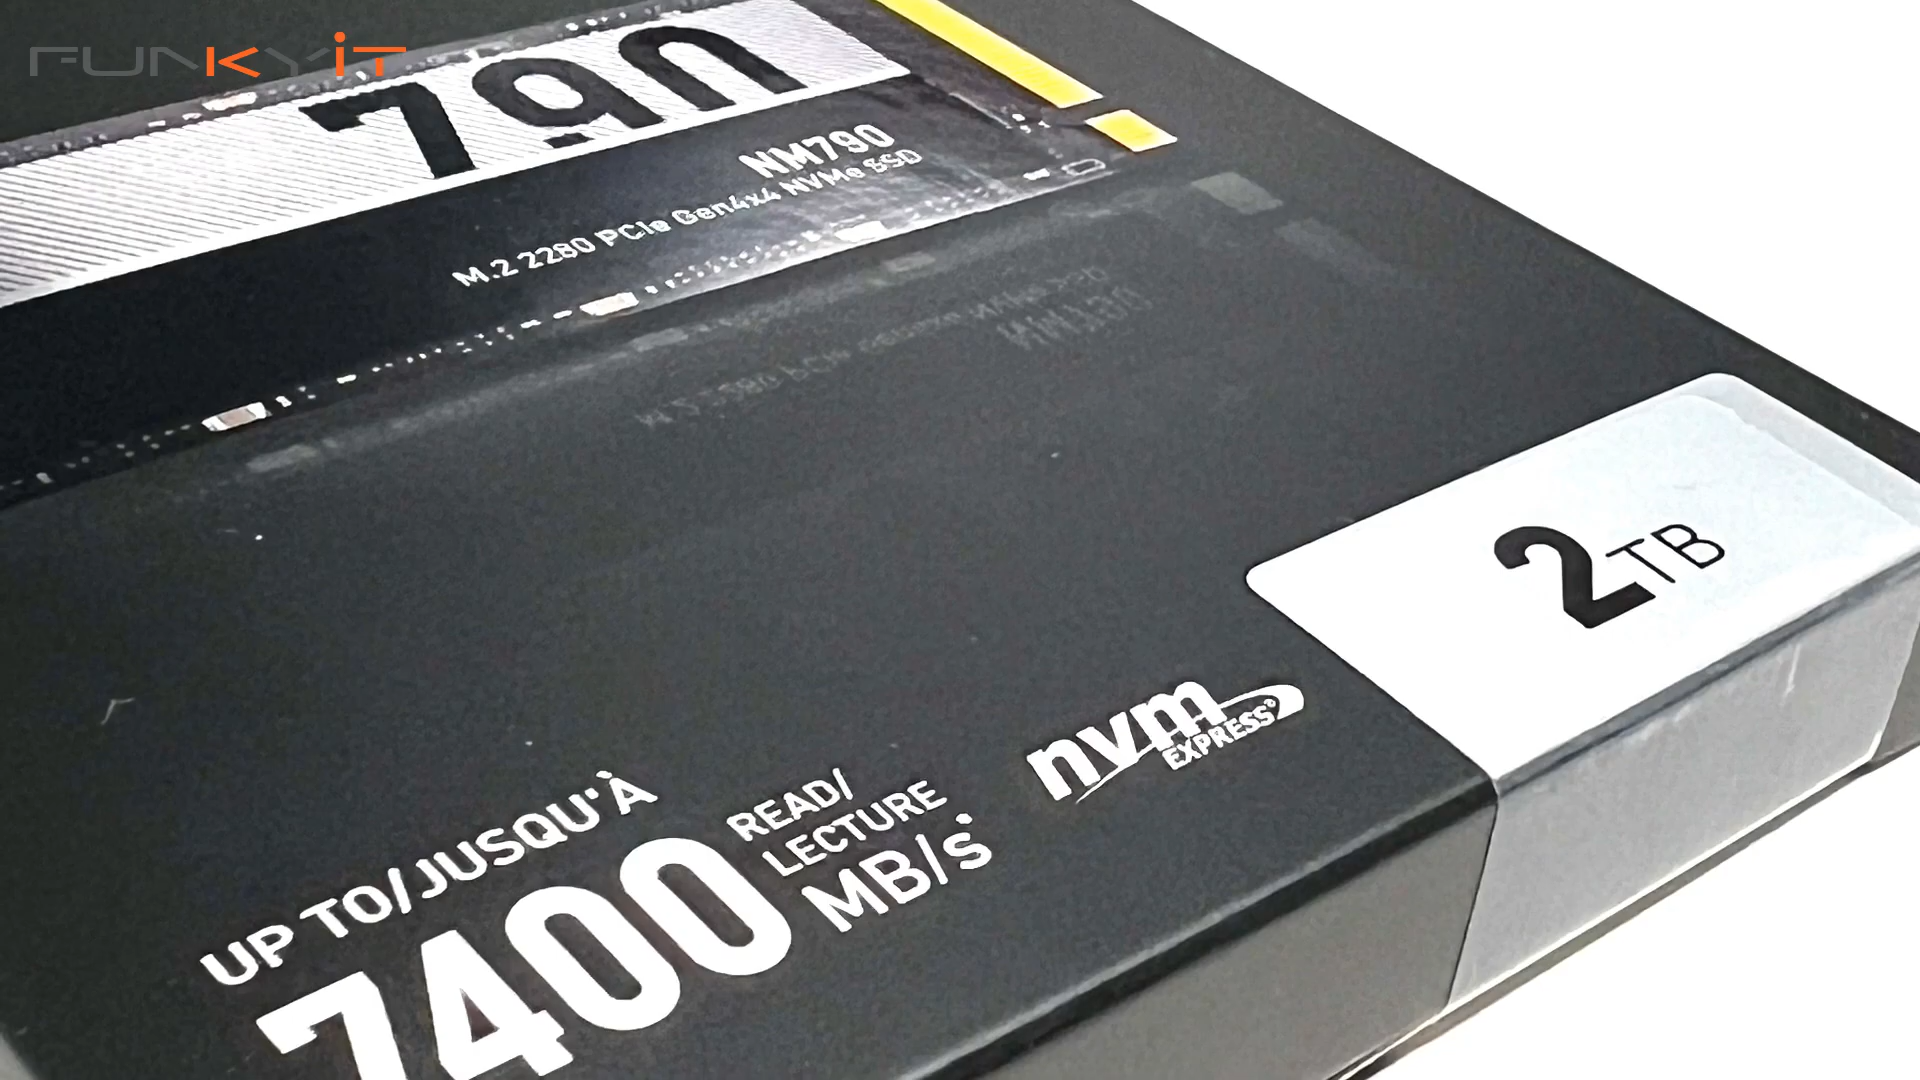 FUNKYIT
790
NM790
M.2 2280 PCIe Gen4x4 NVMe SSD
2TB
nvm
EXPRESS
UP TO/JUSQU'À
7400 READ/
LECTURE
MB/s